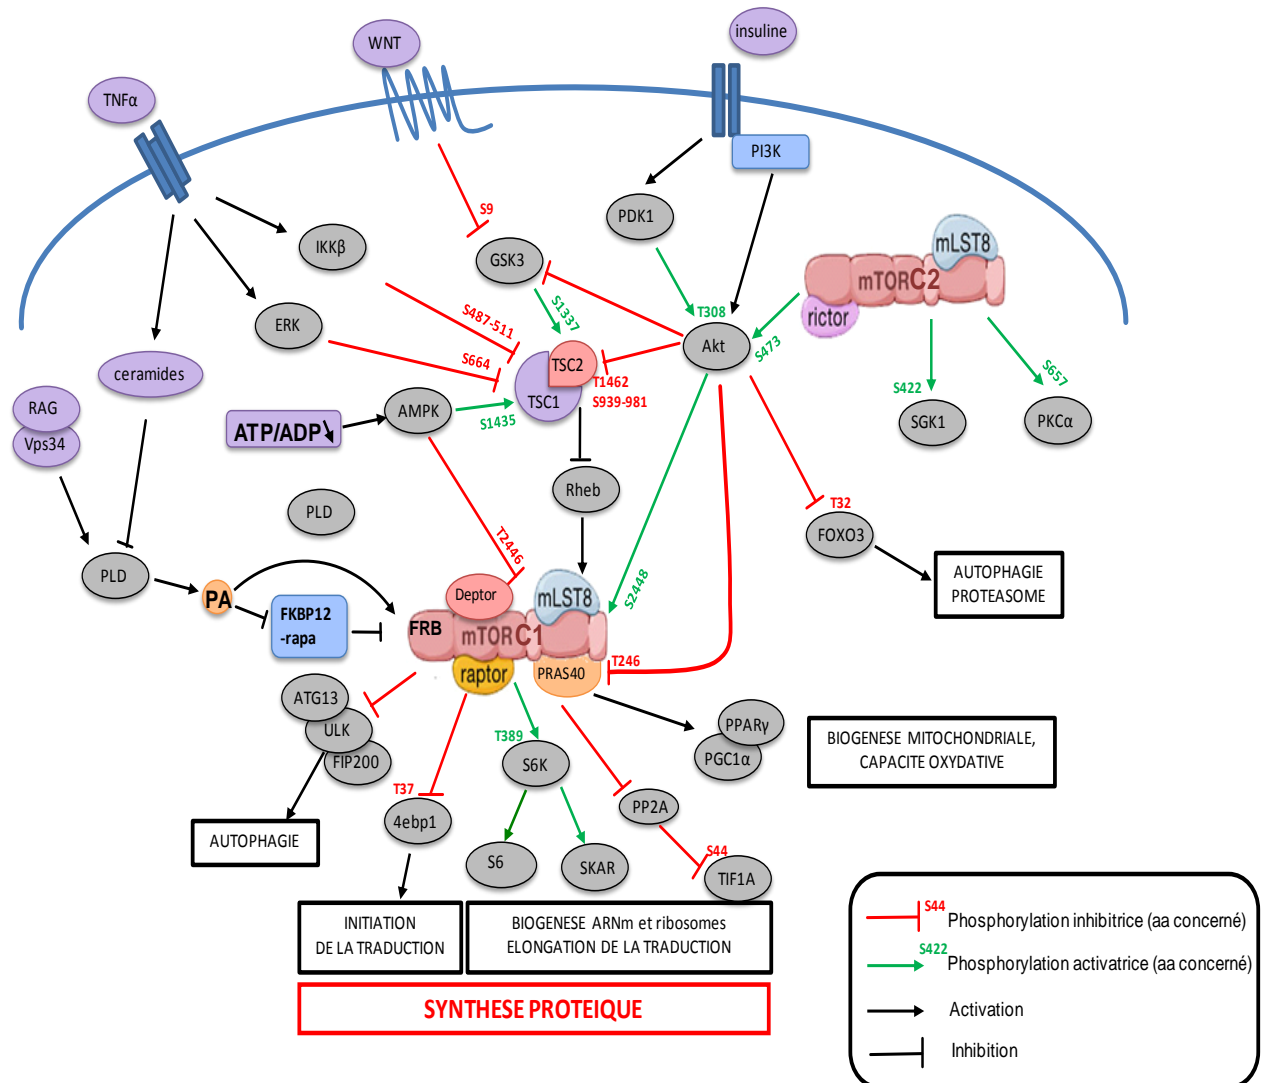 insuline
WNT
TNFα
PI3K
PDK1
S9
mLST8
IKKβ
GSK3
mTORC2
S1337
rictor
T308
ERK
S487-511
Akt
S473
S664
TSC2
ceramides
S657
T1462
S422
TSC1
S939-981
RAG
AMPK
S1435
SGK1
PKCα
ATP/ADP
Vps34
Rheb
T32
PLD
FOXO3
T2446
PLD
AUTOPHAGIE
PROTEASOME
S2448
PA
Deptor
mLST8
FKBP12
-rapa
FRB
mTORC1
T246
raptor
PRAS40
ATG13
ULK
FIP200
T389
PPARγ
PGC1α
BIOGENESE MITOCHONDRIALE,
CAPACITE OXYDATIVE
S6K
T37
PP2A
4ebp1
AUTOPHAGIE
S44
S6
SKAR
TIF1A
INITIATION
DE LA TRADUCTION
BIOGENESE ARNm et ribosomes
ELONGATION DE LA TRADUCTION
SYNTHESE PROTEIQUE
S44
Phosphorylation inhibitrice (aa concerné)
S422
Phosphorylation activatrice (aa concerné)
Activation
Inhibition